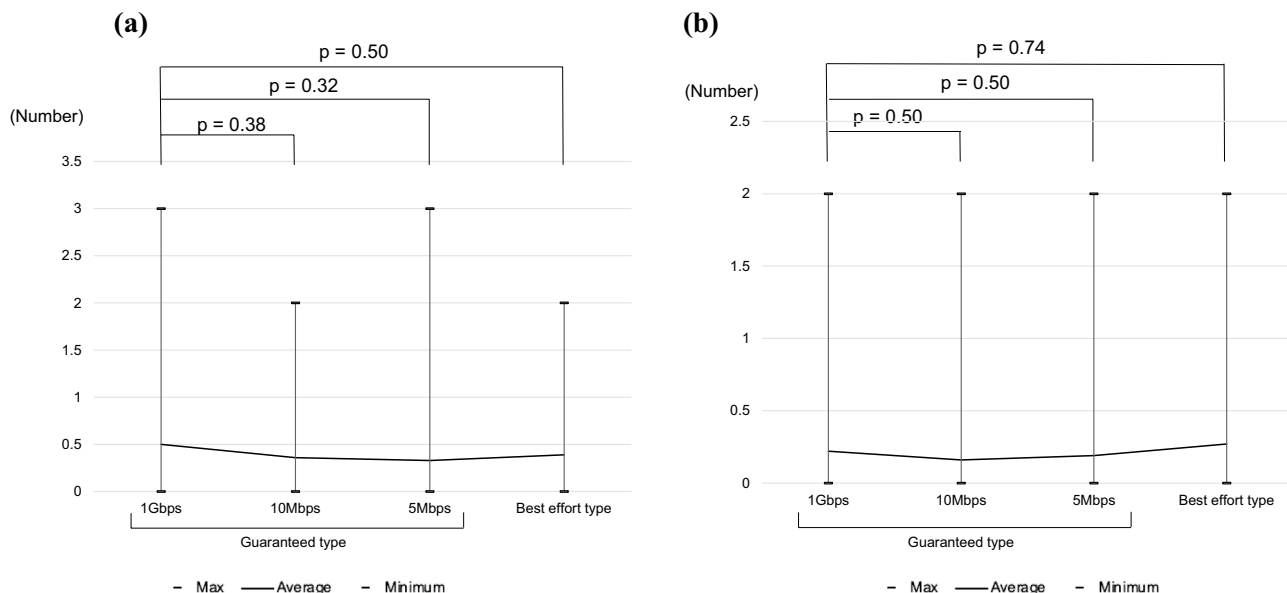 (a)
p = 0.50
p = 0.32
(Number)
p = 0.38
3.5
3
2.5
2
1.5
1
0.5
0
1Gbps 10Mbps 5Mbps Best effort type
Guaranteed type
Max Average Minimum
(b)
p = 0.74
p = 0.50
(Number)
p = 0.50
2.5
2
1.5
1
0.5
0
1Gbps 10Mbps 5Mbps Best effort type
Guaranteed type
Max Average Minimum